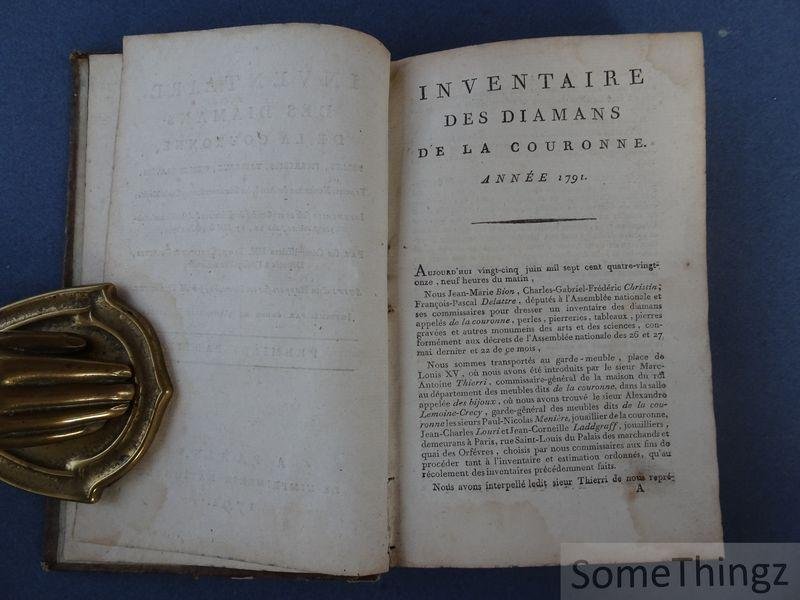 INVENTAIRE
DES DIAMANS
DE LA COURONNE.
ANNÉE 1791.
AUJOURD'HUI vingt-cinq juin mil sept cent quatre-vingt-
onze, neuf heures du matin,
Nous Jean-Marie Bion, Charles-Gabriel-Frédéric Christin,
François-Pascal Delattre, députés à l'Assemblée nationale et
ses commissaires pour dresser un inventaire des diamans
appelés de la couronne, perles, pierreries, tableaux, pierres
gravées et autres monumens des arts et des sciences, con-
formément aux décrets de l'Assemblée nationale des 26 et 27
mai dernier et 22 de ce mois,
Nous sommes transportés au garde-meuble, place de
Louis XV, où nous avons été introduits par le sieur Marc-
Antoine Thierri, commissaire-général de la maison du roi
au département des meubles dits de la couronne, dans la salle
appelée des bijoux, où nous avons trouvé le sieur Alexandre
Lemoine-Crecy, garde-général des meubles dits de la cou-
ronne les sieurs Paul-Nicolas Menière, jouaillier de la couronne,
Jean-Charles Louri et Jean-Corneille Laddgraff, jouailliers,
demeurans à Paris, rue Saint-Louis du Palais des marchands et
quai des Orfévres, choisis par nous commissaires aux fins de
procéder tant à l'inventaire et estimation ordonnés, qu'au
récolement des inventaires précédemment faits.
Nous avons interpellé ledit sieur Thierri de nous repré-
A
SomeThingz